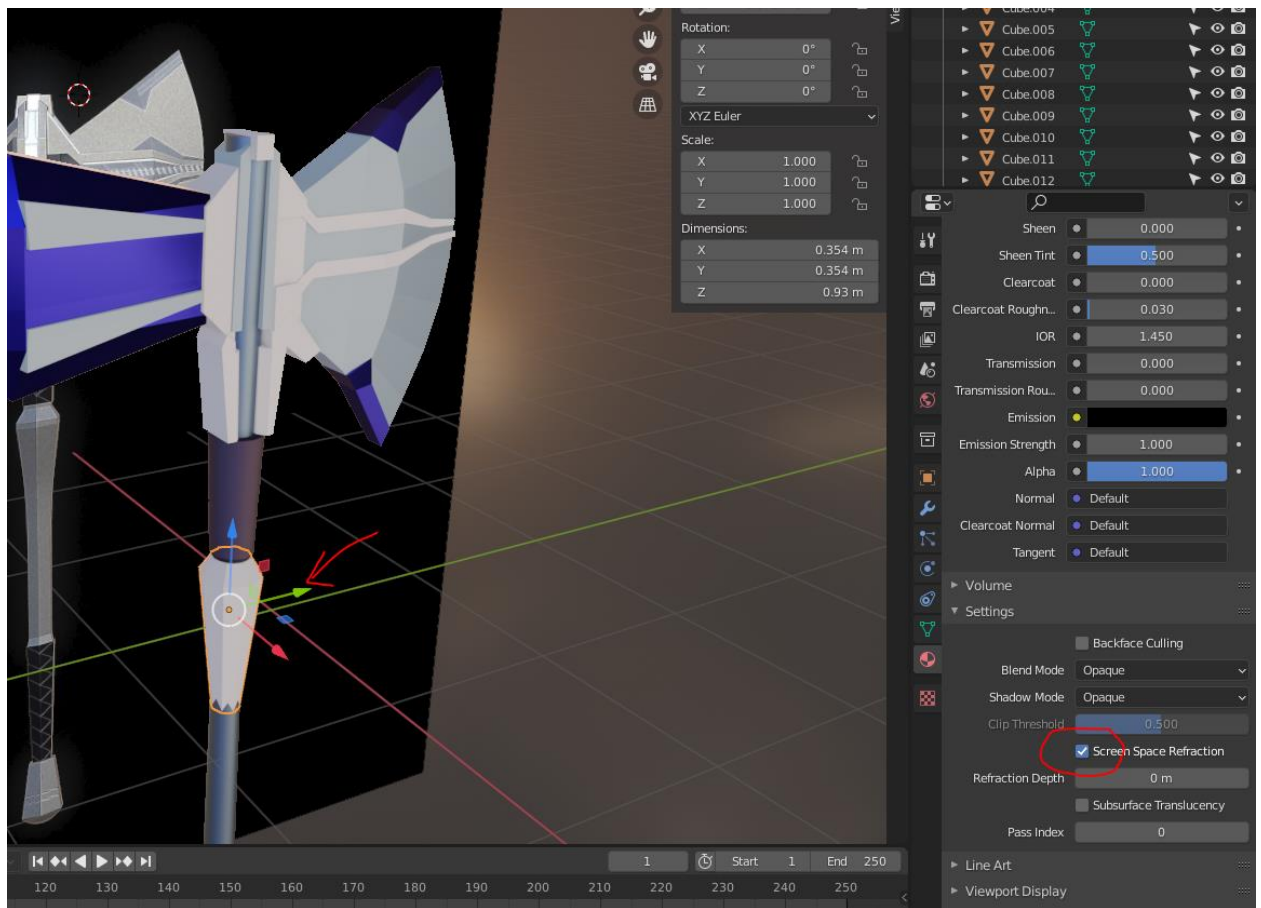 Vie
Cube.005
Cube.006
Cube.007
Cube.008
Cube.009
Cube.010
Cube.011
Cube.012
Rotation:
X 0°
Y 0°
Z 0°
XYZ Euler
Scale:
X 1.000
Y 1.000
Z 1.000
Dimensions:
X 0.354 m
Y 0.354 m
Z 0.93 m
Sheen 0.000
Sheen Tint 0.500
Clearcoat 0.000
Clearcoat Roughn... 0.030
IOR 1.450
Transmission 0.000
Transmission Rou... 0.000
Emission
Emission Strength 1.000
Alpha 1.000
Normal Default
Clearcoat Normal Default
Tangent Default
Volume
Settings
Backface Culling
Blend Mode Opaque
Shadow Mode Opaque
Clip Threshold 0.500
Screen Space Refraction
Refraction Depth 0 m
Subsurface Translucency
Pass Index 0
Line Art
Viewport Display
1 Start 1 End 250
120 130 140 150 160 170 180 190 200 210 220 230 240 250